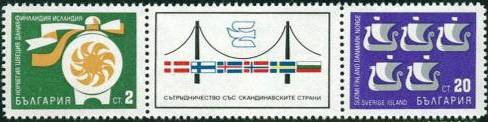 ФИНЛАНДИЯ ИСЛАНДИЯ
НОРВЕГИЯ ШВЕЦИЯ ДАНИЯ
СТ. 2
БЪЛГАРИЯ
СЪТРУДНИЧЕСТВО СЪС СКАНДИНАВСКИТЕ СТРАНИ
SUOMI FINLAND DANMARK NORGE
SVERIGE ISLAND
СТ. 20
БЪЛГАРИЯ